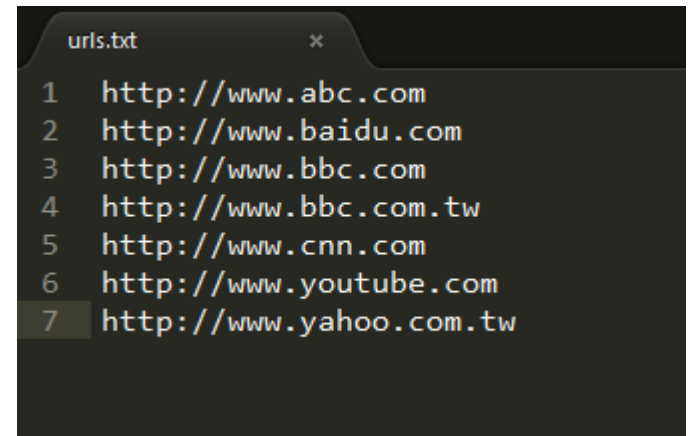 urls.txt ×
1 http://www.abc.com
2 http://www.baidu.com
3 http://www.bbc.com
4 http://www.bbc.com.tw
5 http://www.cnn.com
6 http://www.youtube.com
7 http://www.yahoo.com.tw